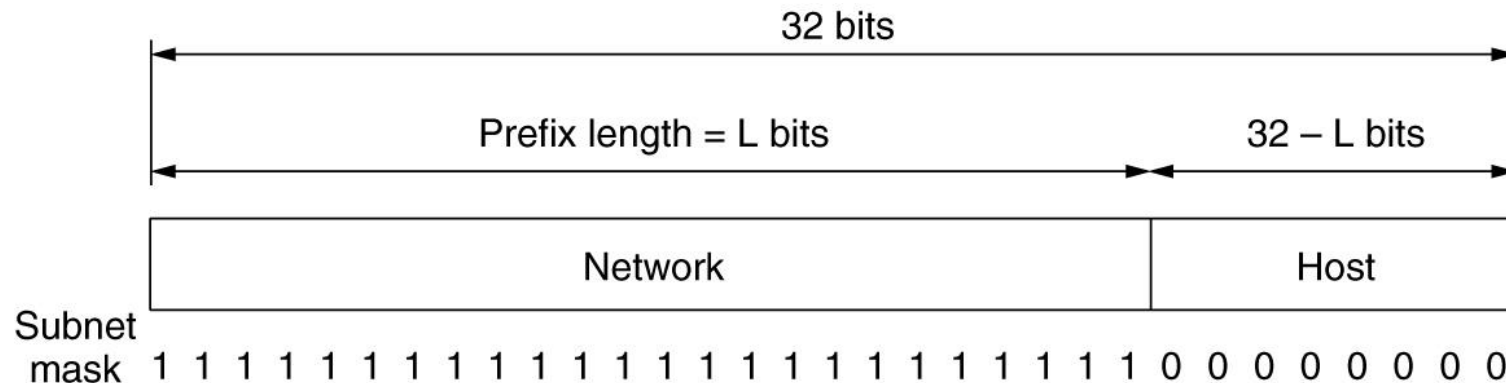 32 bits
Prefix length = L bits 32 – L bits
Network Host
Subnet
mask 1 1 1 1 1 1 1 1 1 1 1 1 1 1 1 1 1 1 1 1 1 1 1 1 0 0 0 0 0 0 0 0